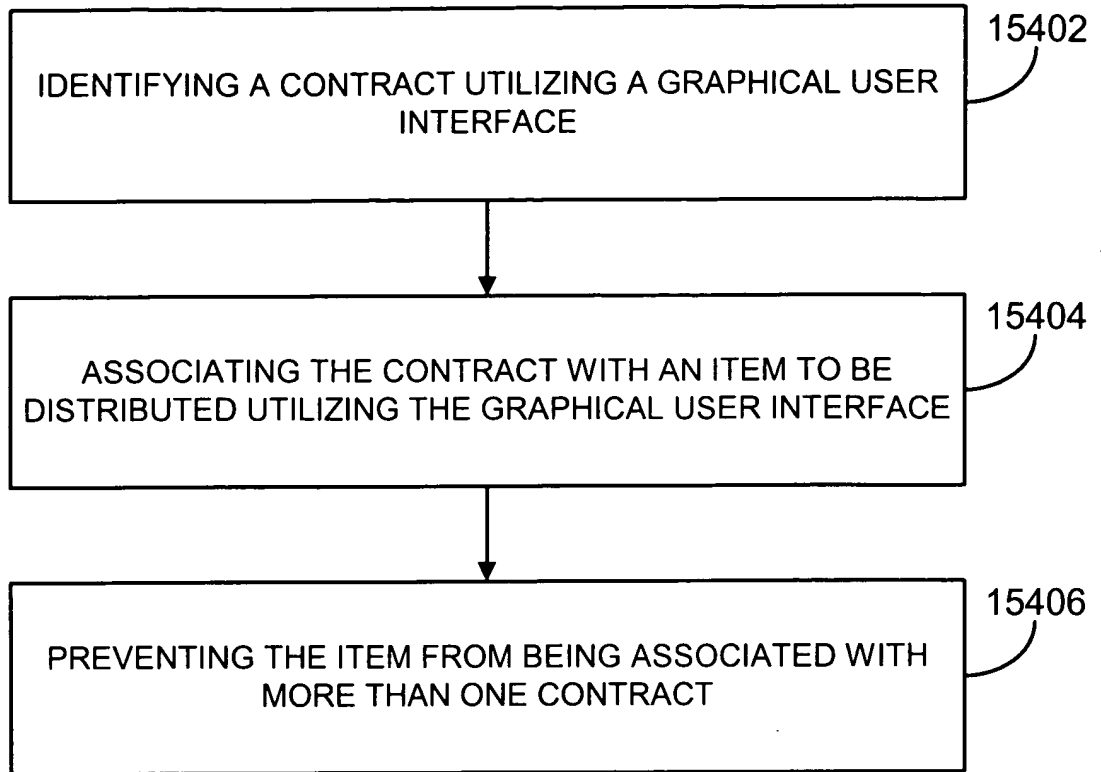 15402
IDENTIFYING A CONTRACT UTILIZING A GRAPHICAL USER
INTERFACE
15404
ASSOCIATING THE CONTRACT WITH AN ITEM TO BE
DISTRIBUTED UTILIZING THE GRAPHICAL USER INTERFACE
15406
PREVENTING THE ITEM FROM BEING ASSOCIATED WITH
MORE THAN ONE CONTRACT